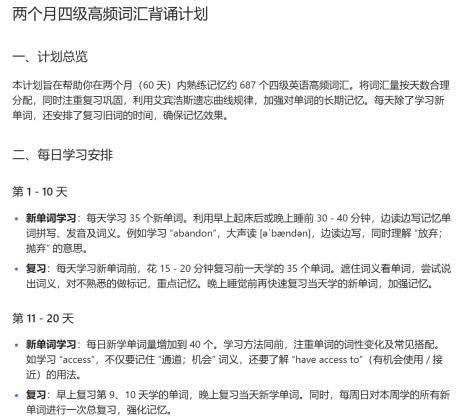 两个月四级高频词汇背诵计划
一、计划总览
本计划旨在帮助你在两个月（60 天）内熟练记忆约 687 个四级英语高频词汇。将词汇量按天数合理
分配，同时注重复习巩固，利用艾宾浩斯遗忘曲线规律，加强对单词的长期记忆。每天除了学习新
单词，还安排了复习旧词的时间，确保记忆效果。
二、每日学习安排
第 1 - 10 天
• 新单词学习：每天学习 35 个新单词。利用早上起床后或晚上睡前 30 - 40 分钟，边读边写记忆单
词拼写、发音及词义。例如学习 “abandon”，大声读 [əˈbændən]，边读边写，同时理解 “放弃；
抛弃” 的意思。
• 复习：每天学习新单词前，花 15 - 20 分钟复习前一天学的 35 个单词。遮住词义看单词，尝试说
出词义，对不熟悉的做标记，重点记忆。晚上睡觉前再快速复习当天学的新单词，加强记忆。
第 11 - 20 天
• 新单词学习：每日新学单词量增加到 40 个。学习方法同前，注重单词的词性变化及常见搭配。
如学习 “access”，不仅要记住 “通道；机会” 词义，还要了解 “have access to”（有机会使用 / 接
近）的用法。
• 复习：早上复习第 9、10 天学的单词，晚上复习当天新学单词。同时，每周日对本周学的所有新
单词进行一次总复习，强化记忆。